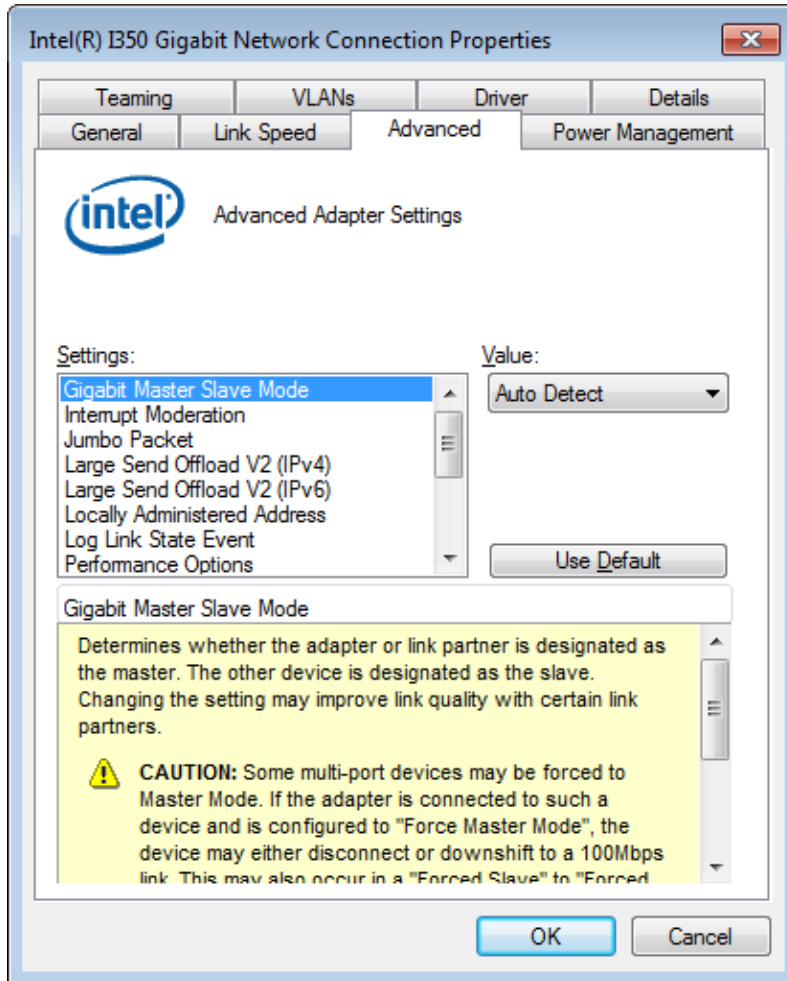 Intel(R) I350 Gigabit Network Connection Properties
Teaming VLANs Driver Details
General Link Speed Advanced Power Management
intel
Advanced Adapter Settings
Settings:
Value:
Gigabit Master Slave Mode
Auto Detect
Interrupt Moderation
Jumbo Packet
Large Send Offload V2 (IPv4)
Large Send Offload V2 (IPv6)
Locally Administered Address
Log Link State Event
Performance Options
Use Default
Gigabit Master Slave Mode
Determines whether the adapter or link partner is designated as
the master. The other device is designated as the slave.
Changing the setting may improve link quality with certain link
partners.
CAUTION: Some multi-port devices may be forced to
Master Mode. If the adapter is connected to such a
device and is configured to "Force Master Mode", the
device may either disconnect or downshift to a 100Mbps
link. This may also occur in a "Forced Slave" to "Forced
OK Cancel